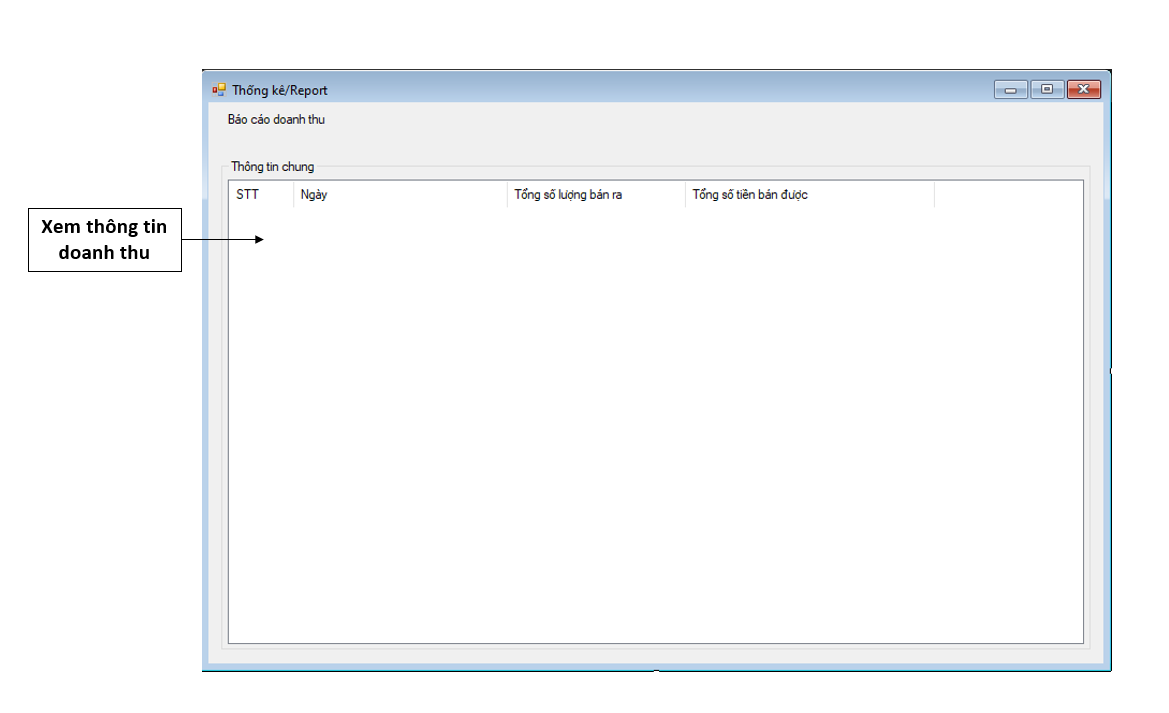 Thống kê/Report
Báo cáo doanh thu
Thông tin chung
STT Ngày Tổng số lượng bán ra Tổng số tiền bán được
Xem thông tin
doanh thu